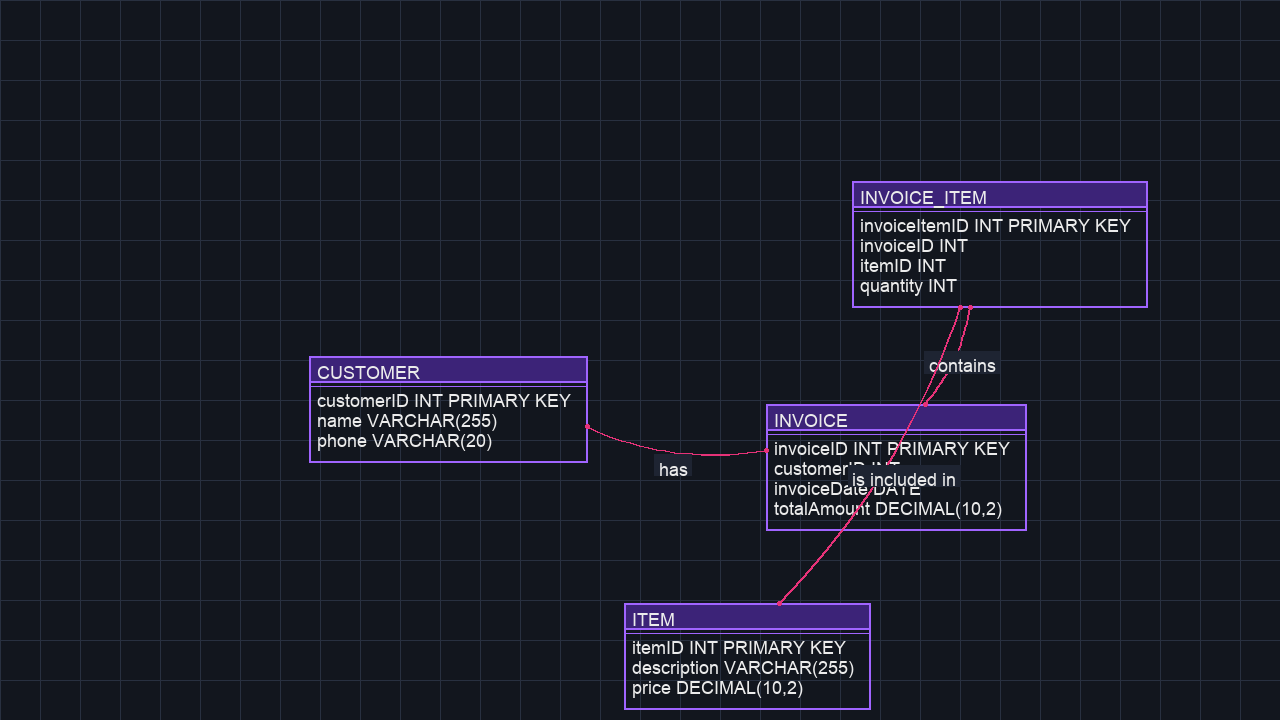 INVOICE_ITEM
invoiceItemID INT PRIMARY KEY
invoiceID INT
itemID INT
quantity INT
contains
CUSTOMER
customerID INT PRIMARY KEY
name VARCHAR(255)
phone VARCHAR(20)
has
INVOICE
invoiceID INT PRIMARY KEY
customerID INT
is included in
invoiceDate DATE
totalAmount DECIMAL(10,2)
ITEM
itemID INT PRIMARY KEY
description VARCHAR(255)
price DECIMAL(10,2)